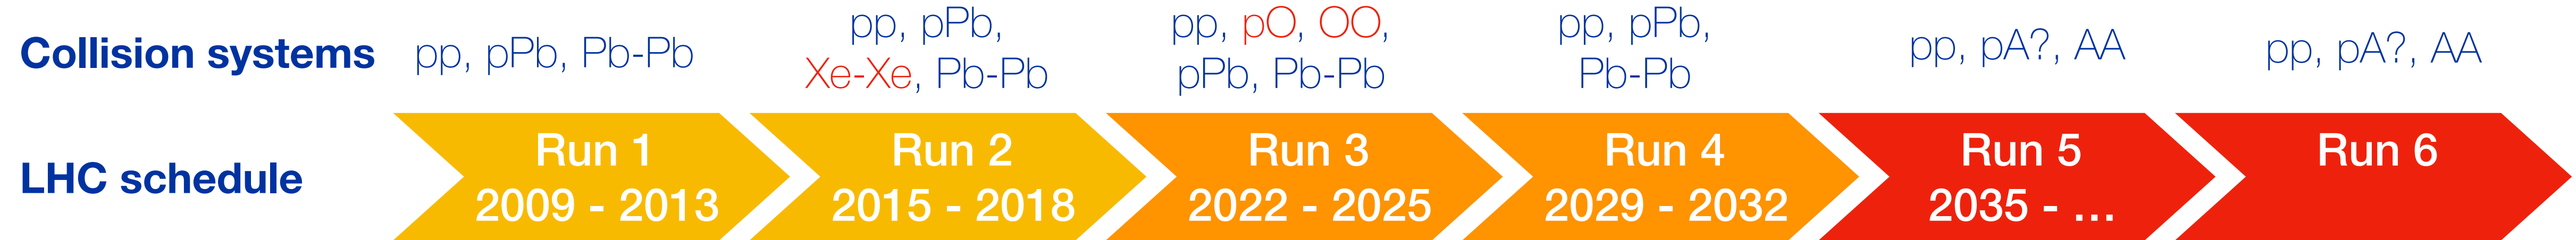 Collision systems
pp, pPb, Pb-Pb
pp, pPb,
Xe-Xe, Pb-Pb
pp, pO, OO,
pPb, Pb-Pb
pp, pPb,
Pb-Pb
pp, pA?, AA
pp, pA?, AA
LHC schedule
Run 1
2009 - 2013
Run 2
2015 - 2018
Run 3
2022 - 2025
Run 4
2029 - 2032
Run 5
2035 - ...
Run 6